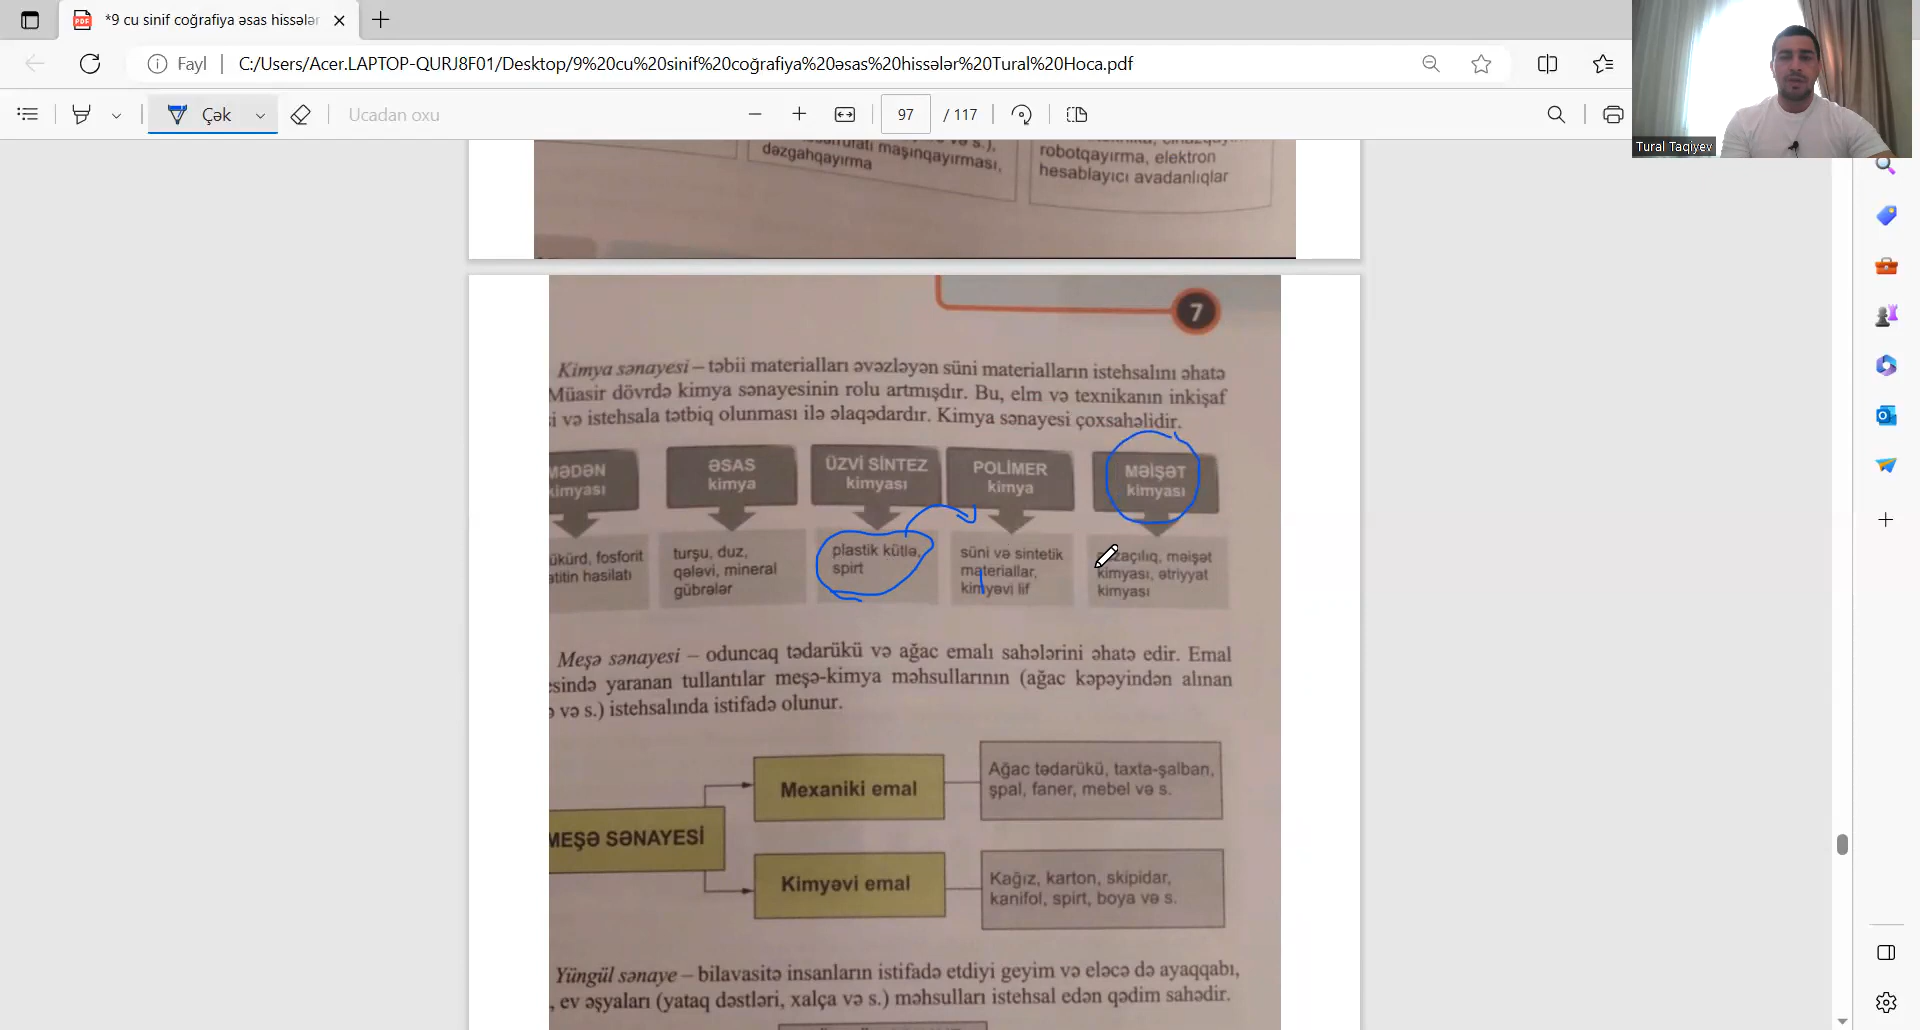 *9 cu sinif coğrafiya əsas hissələr
Fayl
C:/Users/Acer.LAPTOP-QURJ8F01/Desktop/9%20cu%20sinif%20coğrafiya%20əsas%20hissələr%20Tural%20Hoca.pdf
Çək
Ucadan oxu
97 / 117
Tural Taqiyev
maşınqayırması,
dəzgahqayırma
robotqayırma, elektron
hesablayıcı avadanlıqlar
7
Kimya sənayesi – təbii materialları əvəzləyən süni materialların istehsalını əhatə
Müasir dövrdə kimya sənayesinin rolu artmışdır. Bu, elm və texnikanın inkişaf
i və istehsala tətbiq olunması ilə əlaqədardır. Kimya sənayesi çoxsahəlidir.
MƏDƏN
kimyası
ƏSAS
kimya
ÜZVİ SİNTEZ
kimyası
POLİMER
kimya
MƏİŞƏT
kimyası
ükürd, fosforit
atitin hasilatı
turşu, duz,
qələvi, mineral
gübrələr
plastik kütlə,
spirt
süni və sintetik
materiallar,
kimyəvi lif
məişət
kimyası, ətriyyat
kimyası
Meşə sənayesi – oduncaq tədarükü və ağac emalı sahələrini əhatə edir. Emal
sində yaranan tullantılar meşə-kimya məhsullarının (ağac kəpəyindən alınan
ə və s.) istehsalında istifadə olunur.
MEŞƏ SƏNAYESİ
Mexaniki emal
Ağac tədarükü, taxta-şalban,
şpal, faner, mebel və s.
Kimyəvi emal
Kağız, karton, skipidar,
kanifol, spirt, boya və s.
Yüngül sənaye – bilavasitə insanların istifadə etdiyi geyim və eləcə də ayaqqabı,
, ev əşyaları (yataq dəstləri, xalça və s.) məhsulları istehsal edən qədim sahədir.